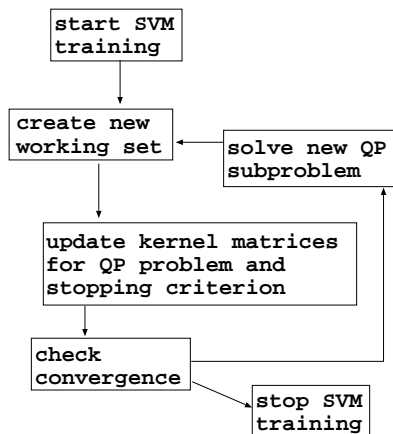 start SVM
training
create new
working set
solve new QP
subproblem
update kernel matrices
for QP problem and
stopping criterion
check
convergence
stop SVM
training